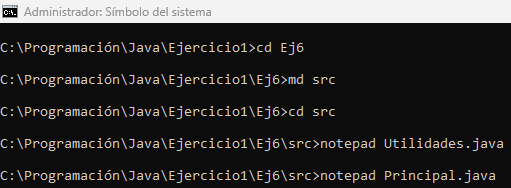 Administrador: Símbolo del sistema
C:\Programación\Java\Ejercicio1>cd Ej6
C:\Programación\Java\Ejercicio1\Ej6>md src
C:\Programación\Java\Ejercicio1\Ej6>cd src
C:\Programación\Java\Ejercicio1\Ej6\src>notepad Utilidades.java
C:\Programación\Java\Ejercicio1\Ej6\src>notepad Principal.java